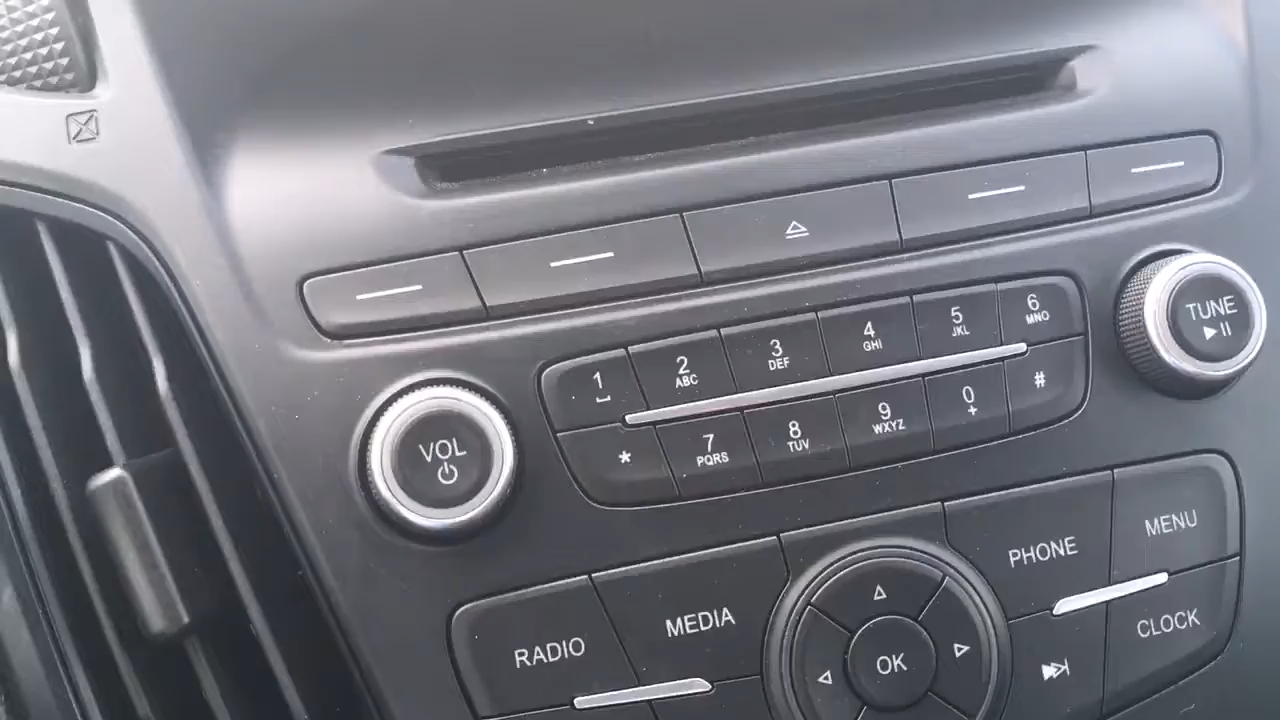 1
2
ABC
3
DEF
4
GHI
5
JKL
6
MNO
*
7
PQRS
8
TUV
9
WXYZ
0
+
#
VOL
TUNE
RADIO
MEDIA
PHONE
MENU
CLOCK
OK